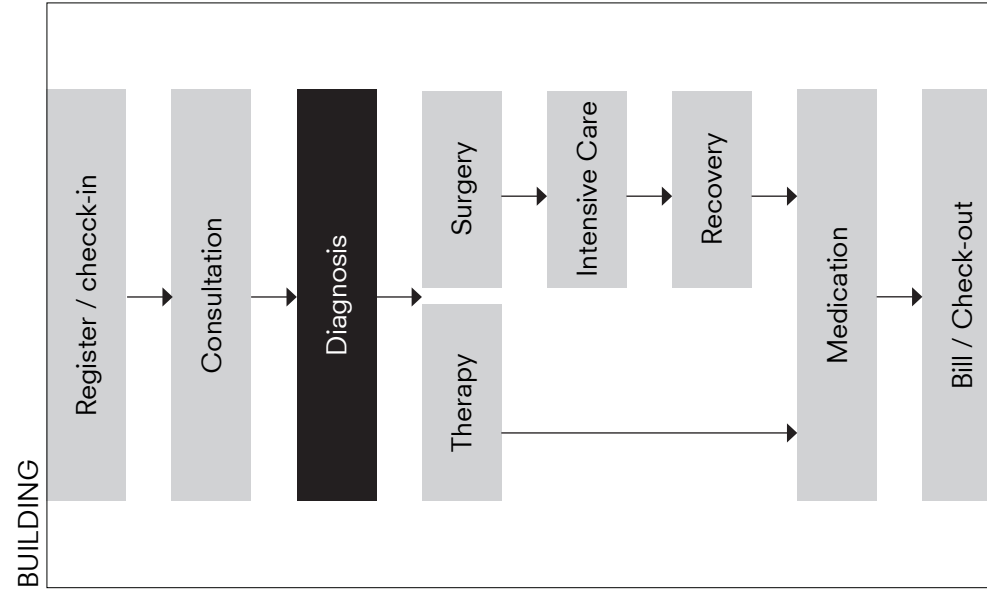 BUILDING
Register / checck-in
Consultation
Diagnosis
Surgery
Therapy
Intensive Care
Recovery
Medication
Bill / Check-out